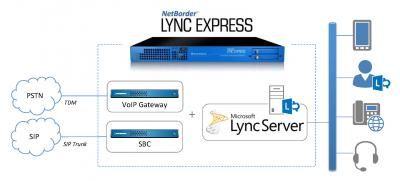 NetBorder
LYNC EXPRESS
PSTN
TDM
VoIP Gateway
SIP
SIP Trunk
SBC
+
Microsoft
Lync Server